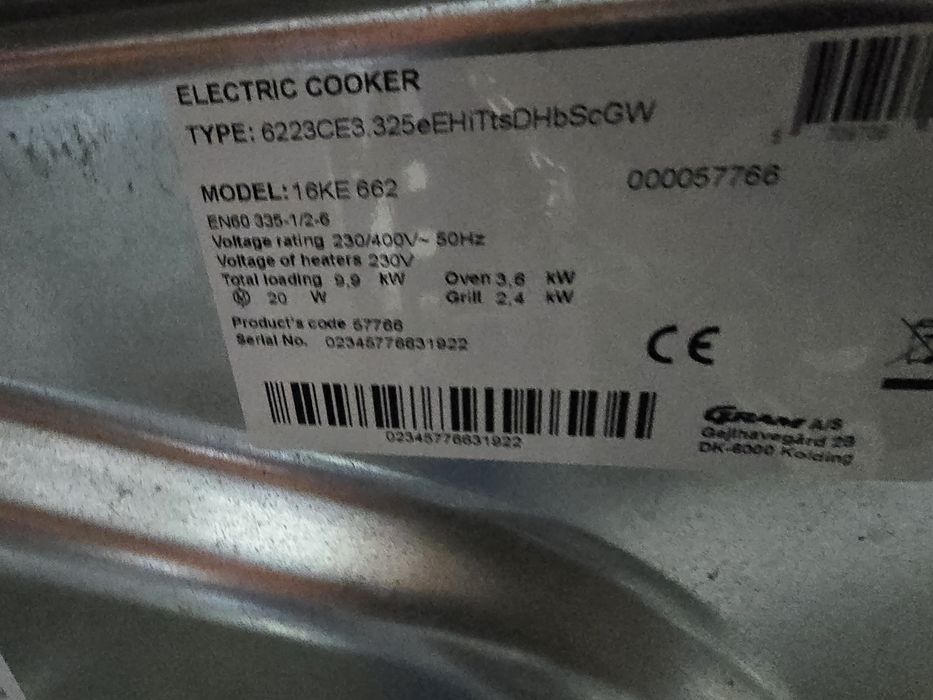 ELECTRIC COOKER
TYPE: 6223CE3.325eEHiTtsDHbScGW
MODEL: 16KE 662
000057766
EN60 335-1/2-6
Voltage rating 230/400V~ 50Hz
Voltage of heaters 230V
Total loading 9,9 kW Oven 3,6 kW
20 W Grill 2,4 kW
Product's code 57766
Serial No. 02345776631922
CE
02345776631922
GRAM A/S
Gejlhavegård 2B
DK-6000 Kolding